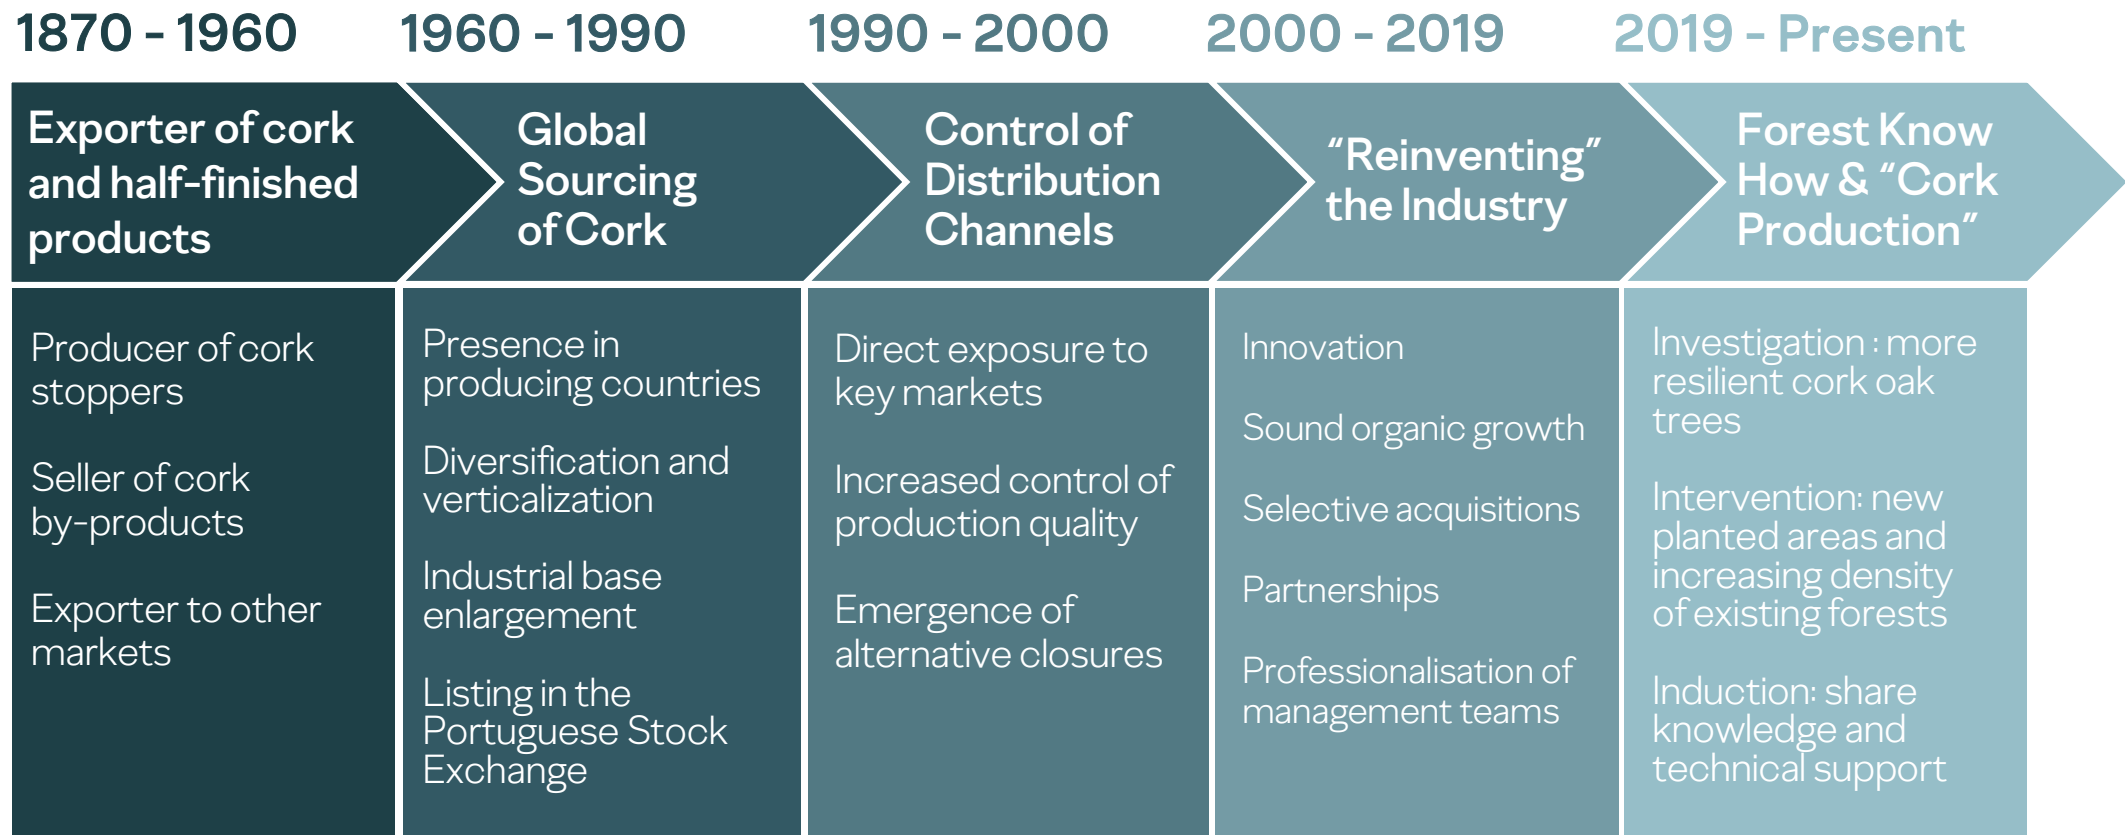 1870 - 1960
Exporter of cork
and half-finished
products
Producer of cork
stoppers
Seller of cork
by-products
Exporter to other
markets
1960 - 1990
Global
Sourcing
of Cork
Presence in
producing countries
Diversification and
verticalization
Industrial base
enlargement
Listing in the
Portuguese Stock
Exchange
1990 - 2000
Control of
Distribution
Channels
Direct exposure to
key markets
Increased control of
production quality
Emergence of
alternative closures
2000 - 2019
“Reinventing”
the Industry
Innovation
Sound organic growth
Selective acquisitions
Partnerships
Professionalisation of
management teams
2019 - Present
Forest Know
How & “Cork
Production”
Investigation : more
resilient cork oak
trees
Intervention: new
planted areas and
increasing density
of existing forests
Induction: share
knowledge and
technical support